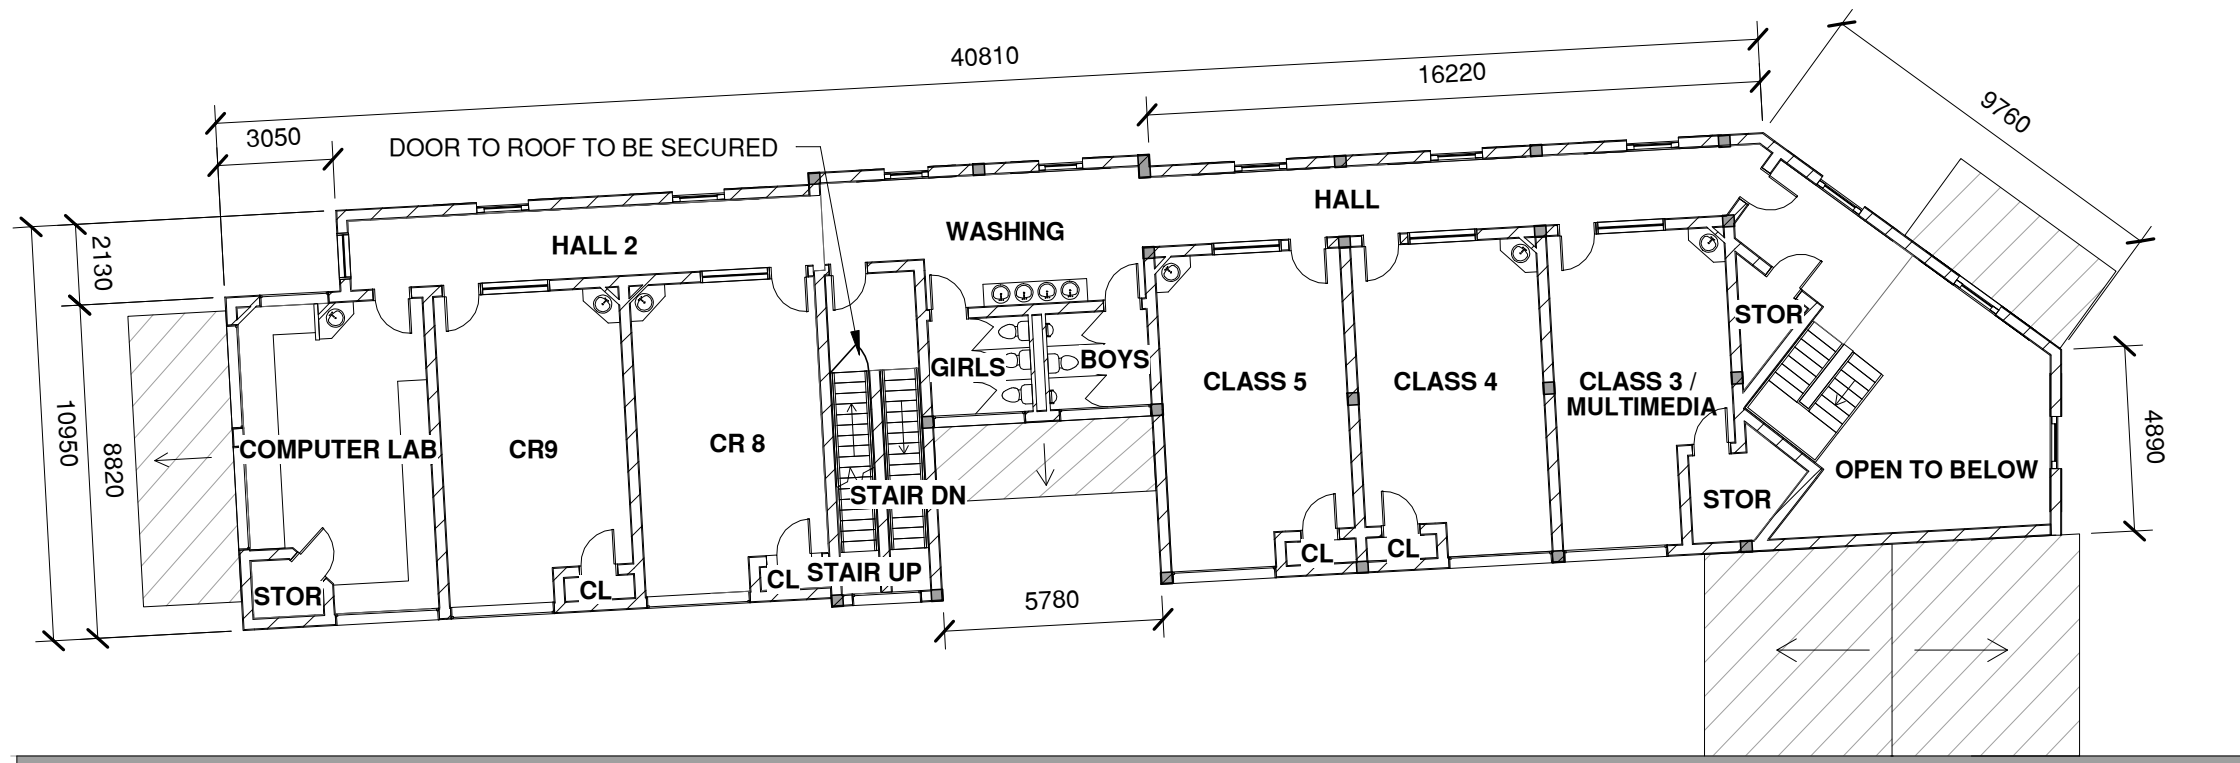 40810
16220
9760
3050
DOOR TO ROOF TO BE SECURED
HALL
WASHING
HALL 2
2130
STOR
GIRLS
BOYS
CLASS 5
CLASS 4
CLASS 3 /
MULTIMEDIA
10950
8820
COMPUTER LAB
CR9
CR 8
4890
OPEN TO BELOW
STAIR DN
STOR
CL
CL
STAIR UP
CL
CL
STOR
5780